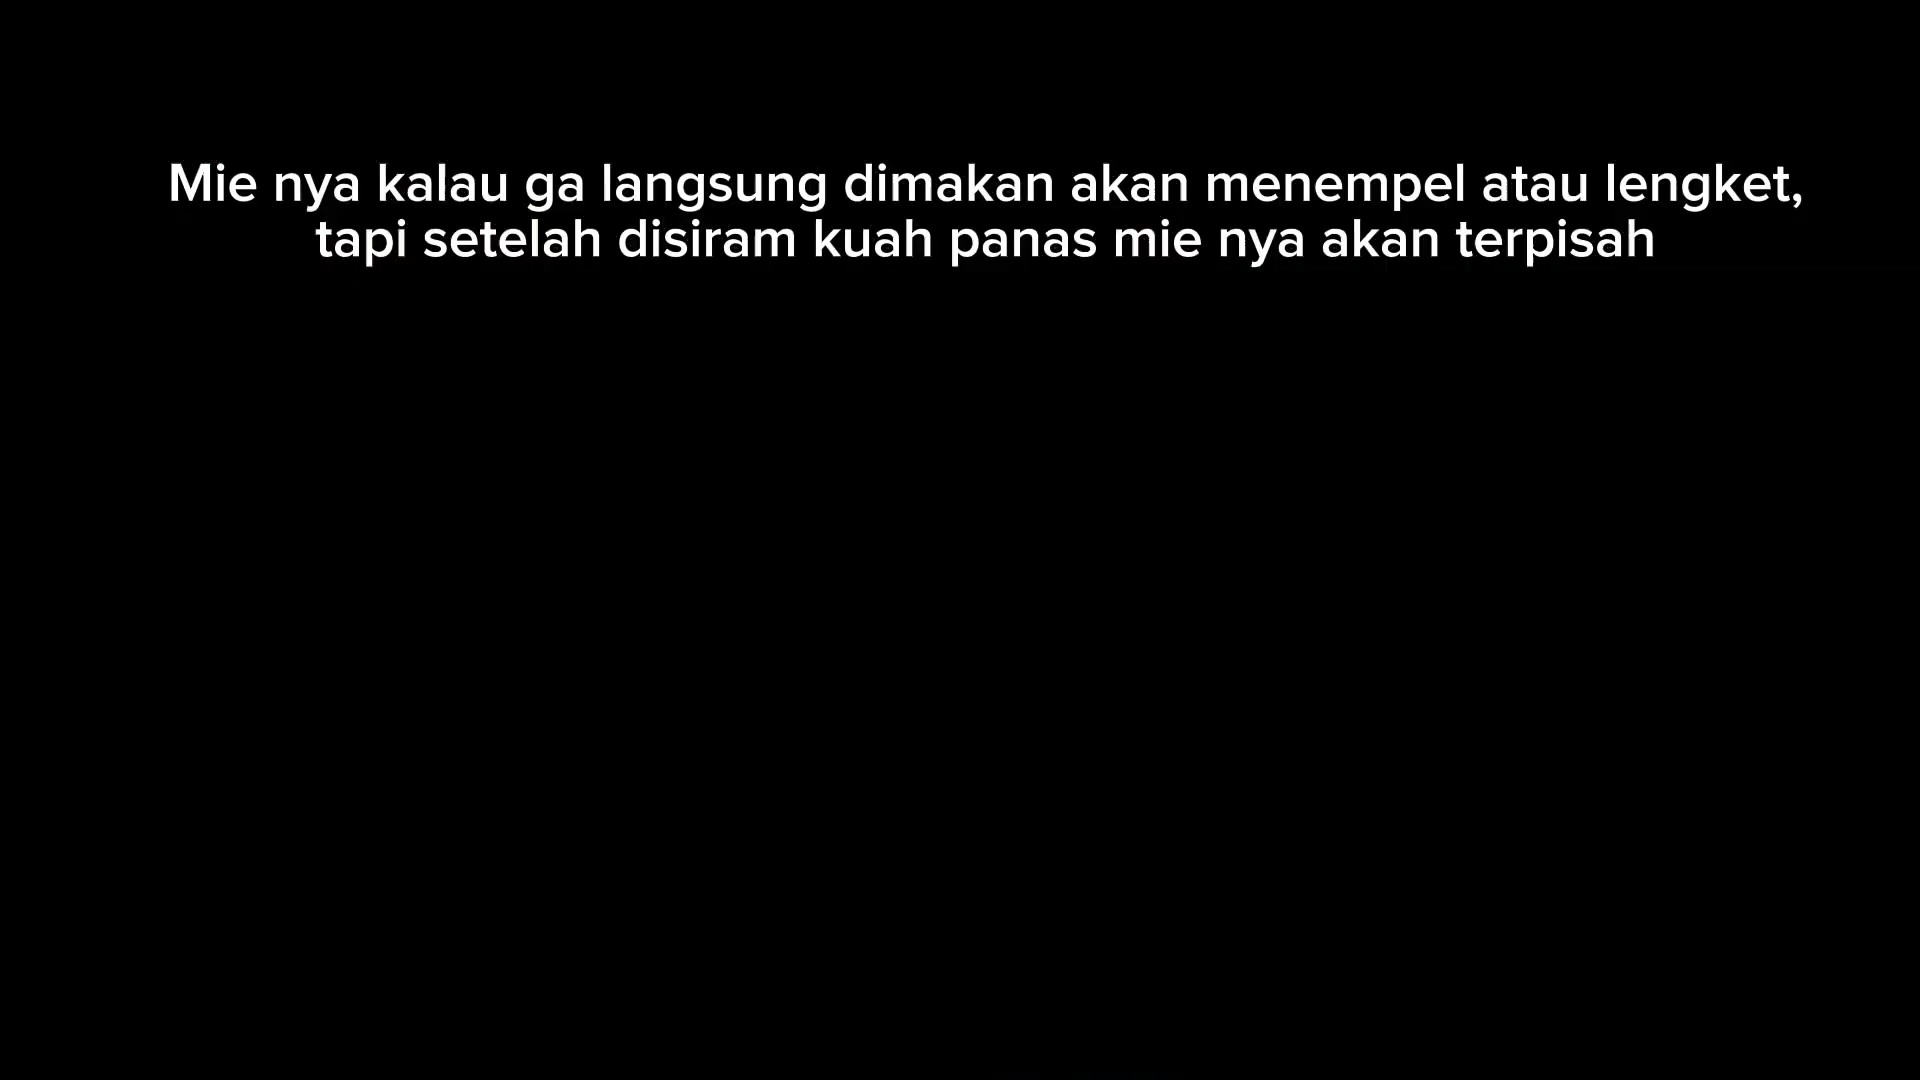 Mie nya kalau ga langsung dimakan akan menempel atau lengket,
tapi setelah disiram kuah panas mie nya akan terpisah